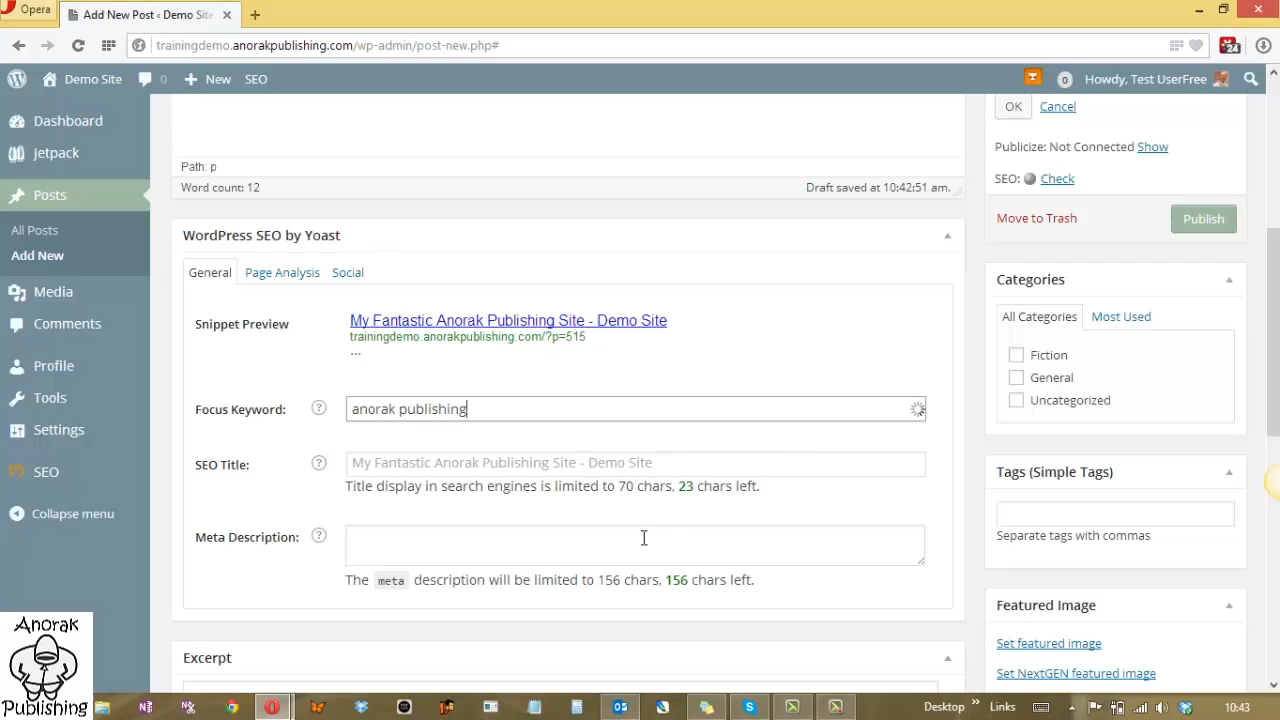 Opera
Add New Post ‹ Demo Site
trainingdemo.anorakpublishing.com/wp-admin/post-new.php#
24
Demo Site
0
New
SEO
0
Howdy, Test UserFree
Dashboard
Jetpack
Posts
All Posts
Add New
Media
Comments
Profile
Tools
Settings
SEO
Collapse menu
Path: p
Word count: 12
Draft saved at 10:42:51 am.
WordPress SEO by Yoast
General
Page Analysis
Social
Snippet Preview
My Fantastic Anorak Publishing Site - Demo Site
trainingdemo.anorakpublishing.com/?p=515
...
Focus Keyword:
?
anorak publishing
SEO Title:
?
My Fantastic Anorak Publishing Site - Demo Site
Title display in search engines is limited to 70 chars, 23 chars left.
Meta Description:
?
The meta description will be limited to 156 chars, 156 chars left.
Excerpt
OK
Cancel
Publicize: Not Connected Show
SEO: Check
Move to Trash
Publish
Categories
All Categories
Most Used
Fiction
General
Uncategorized
Tags (Simple Tags)
Separate tags with commas
Featured Image
Set featured image
Set NextGEN featured image
Anorak
Publishing
Desktop
Links
10:43